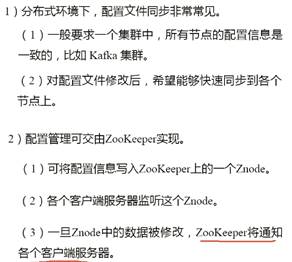 1）分布式环境下，配置文件同步非常常见。
（1）一般要求一个集群中，所有节点的配置信息是
一致的，比如 Kafka 集群。
（2）对配置文件修改后，希望能够快速同步到各个
节点上。
2）配置管理可交由ZooKeeper实现。
（1）可将配置信息写入ZooKeeper上的一个Znode。
（2）各个客户端服务器监听这个Znode。
（3）一旦Znode中的数据被修改，ZooKeeper将通知
各个客户端服务器。